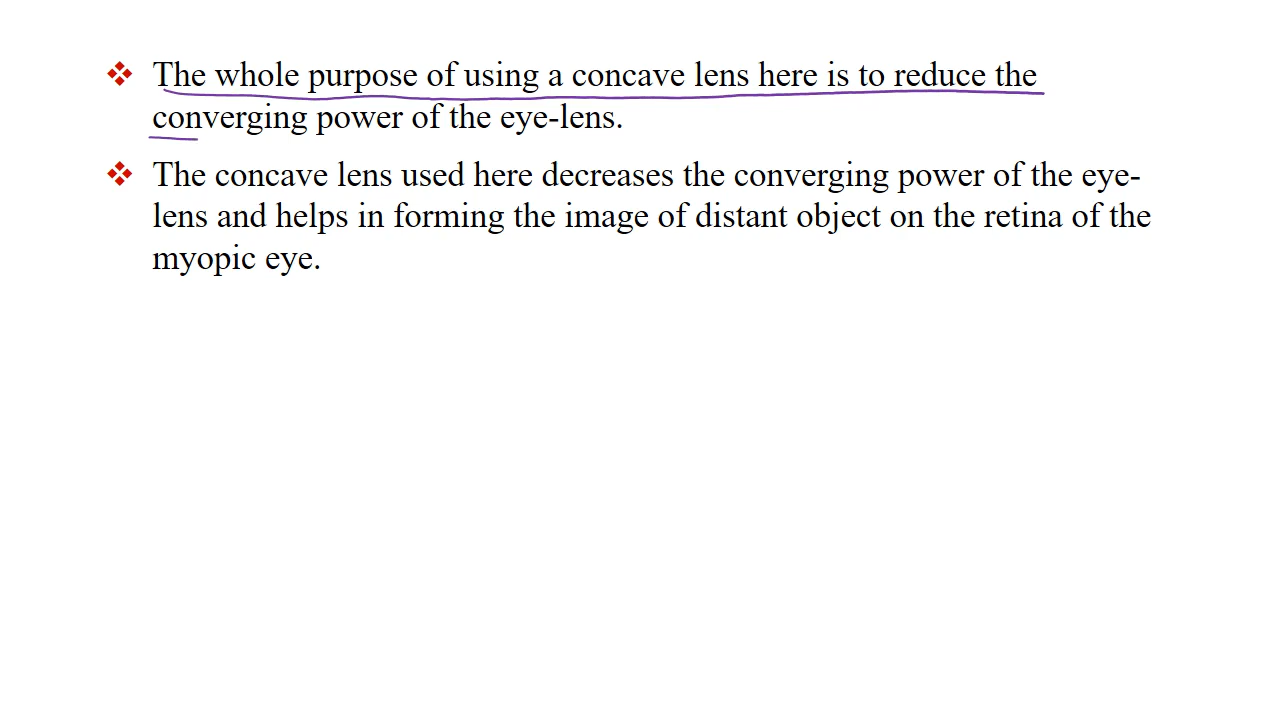 ❖ The whole purpose of using a concave lens here is to reduce the
converging power of the eye-lens.
❖ The concave lens used here decreases the converging power of the eye-
lens and helps in forming the image of distant object on the retina of the
myopic eye.